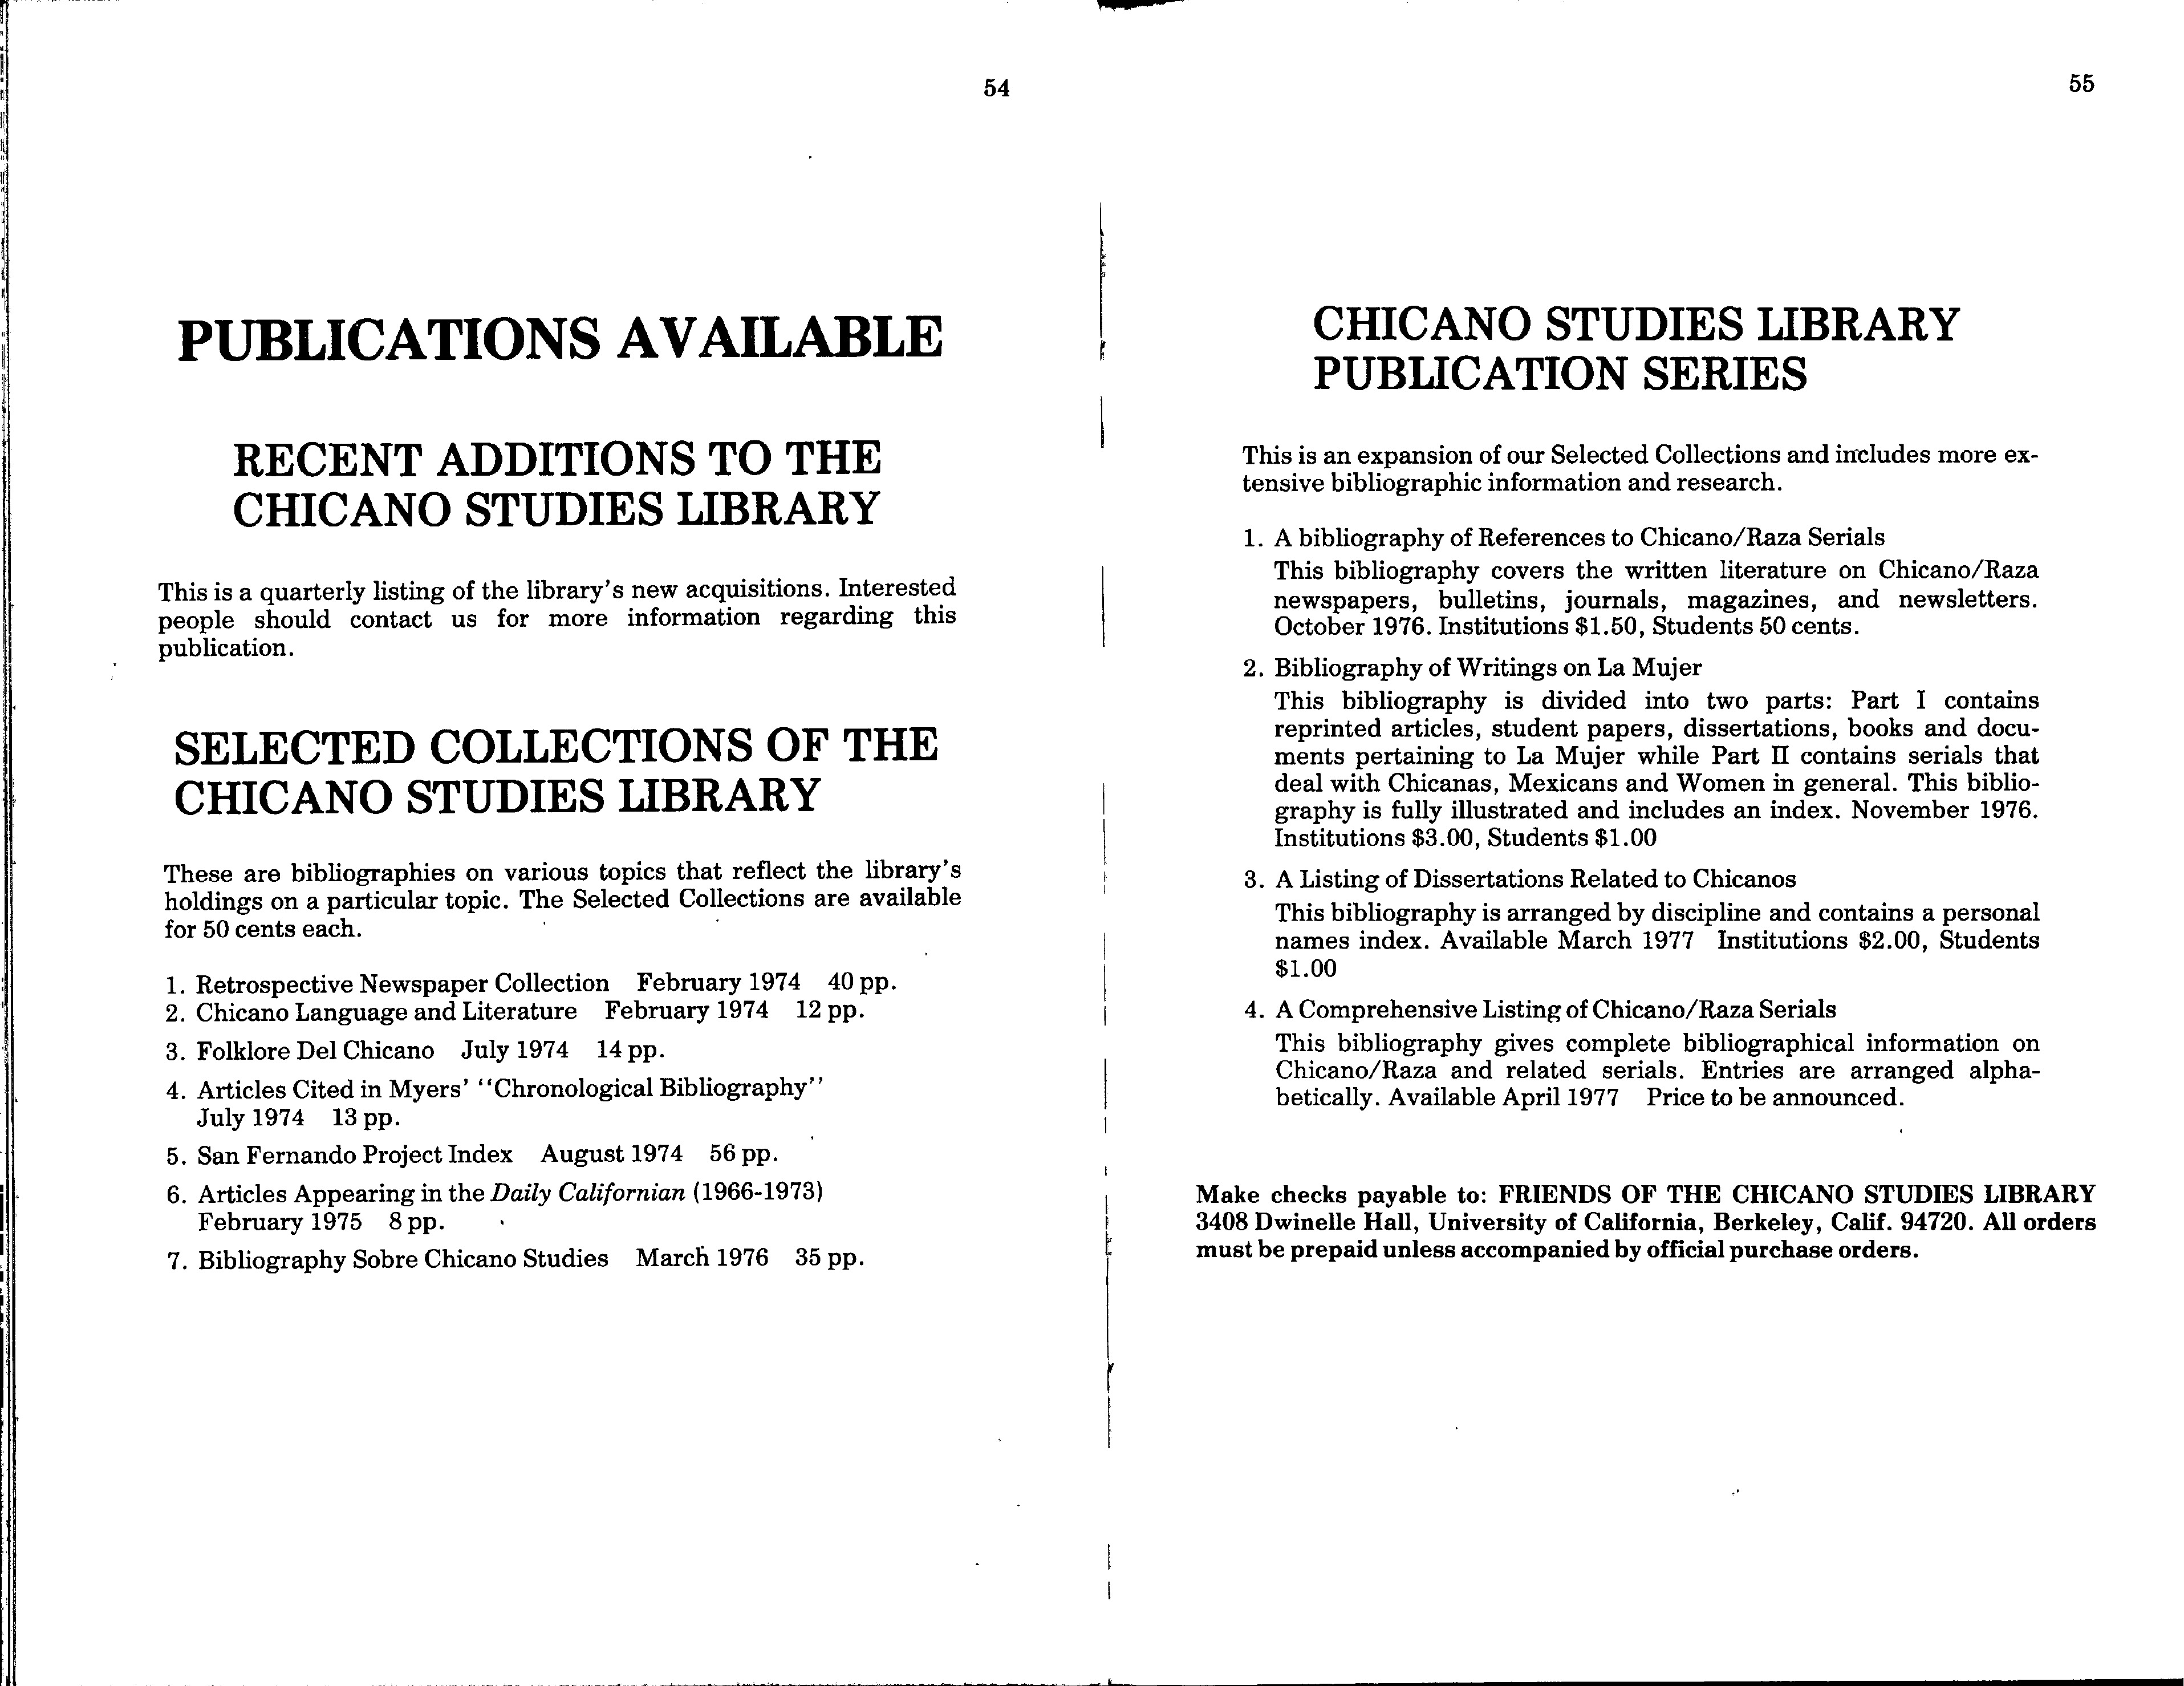 54
PUBLICATIONS AVAILABLE
RECENT ADDITIONS TO THE
CHICANO STUDIES LIBRARY
This is a quarterly listing of the library's new acquisitions. Interested
people should contact us for more information regarding this
publication.
SELECTED COLLECTIONS OF THE
CHICANO STUDIES LIBRARY
These are bibliographies on various topics that reflect the library's
holdings on a particular topic. The Selected Collections are available
for 50 cents each.
1. Retrospective Newspaper Collection February 1974 40 pp.
2. Chicano Language and Literature February 1974 12 pp.
3. Folklore Del Chicano July 1974 14 pp.
4. Articles Cited in Myers' ''Chronological Bibliography''
July 1974 13 pp.
5. San Fernando Project Index August 1974 56 pp.
6. Articles Appearing in the Daily Californian (1966-1973)
February 1975 8 pp.
7. Bibliography Sobre Chicano Studies March 1976 35 pp.
55
CHICANO STUDIES LIBRARY
PUBLICATION SERIES
This is an expansion of our Selected Collections and includes more ex-
tensive bibliographic information and research.
1. A bibliography of References to Chicano/Raza Serials
This bibliography covers the written literature on Chicano/Raza
newspapers, bulletins, journals, magazines, and newsletters.
October 1976. Institutions $1.50, Students 50 cents.
2. Bibliography of Writings on La Mujer
This bibliography is divided into two parts: Part I contains
reprinted articles, student papers, dissertations, books and docu-
ments pertaining to La Mujer while Part II contains serials that
deal with Chicanas, Mexicans and Women in general. This biblio-
graphy is fully illustrated and includes an index. November 1976.
Institutions $3.00, Students $1.00
3. A Listing of Dissertations Related to Chicanos
This bibliography is arranged by discipline and contains a personal
names index. Available March 1977 Institutions $2.00, Students
$1.00
4. A Comprehensive Listing of Chicano/Raza Serials
This bibliography gives complete bibliographical information on
Chicano/Raza and related serials. Entries are arranged alpha-
betically. Available April 1977 Price to be announced.
Make checks payable to: FRIENDS OF THE CHICANO STUDIES LIBRARY
3408 Dwinelle Hall, University of California, Berkeley, Calif. 94720. All orders
must be prepaid unless accompanied by official purchase orders.